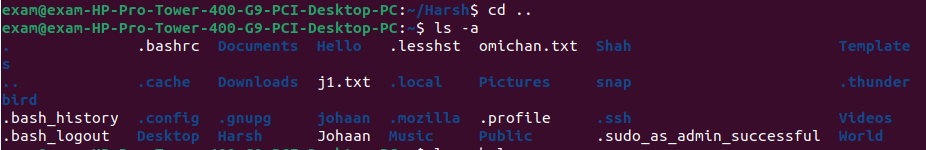 exam@exam-HP-Pro-Tower-400-G9-PCI-Desktop-PC:~/Harsh$ cd ..
exam@exam-HP-Pro-Tower-400-G9-PCI-Desktop-PC:~$ ls -a
. .bashrc Documents Hello .lesshst omichan.txt Shah Template
s
.. .cache Downloads j1.txt .local Pictures snap .thunder
bird
.bash_history .config .gnupg johaan .mozilla .profile .ssh Videos
.bash_logout Desktop Harsh Johaan Music Public .sudo_as_admin_successful World